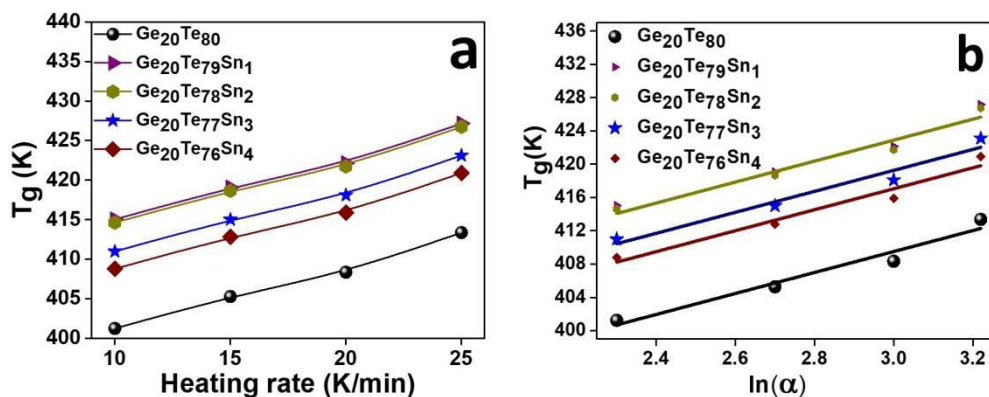 a
Ge20Te80
Ge20Te79Sn1
Ge20Te78Sn2
Ge20Te77Sn3
Ge20Te76Sn4
Tg (K)
440
435
430
425
420
415
410
405
400
10
15
20
25
Heating rate (K/min)
b
Ge20Te80
Ge20Te79Sn1
Ge20Te78Sn2
Ge20Te77Sn3
Ge20Te76Sn4
Tg(K)
436
432
428
424
420
416
412
408
404
400
2.4
2.6
2.8
3.0
3.2
ln(α)